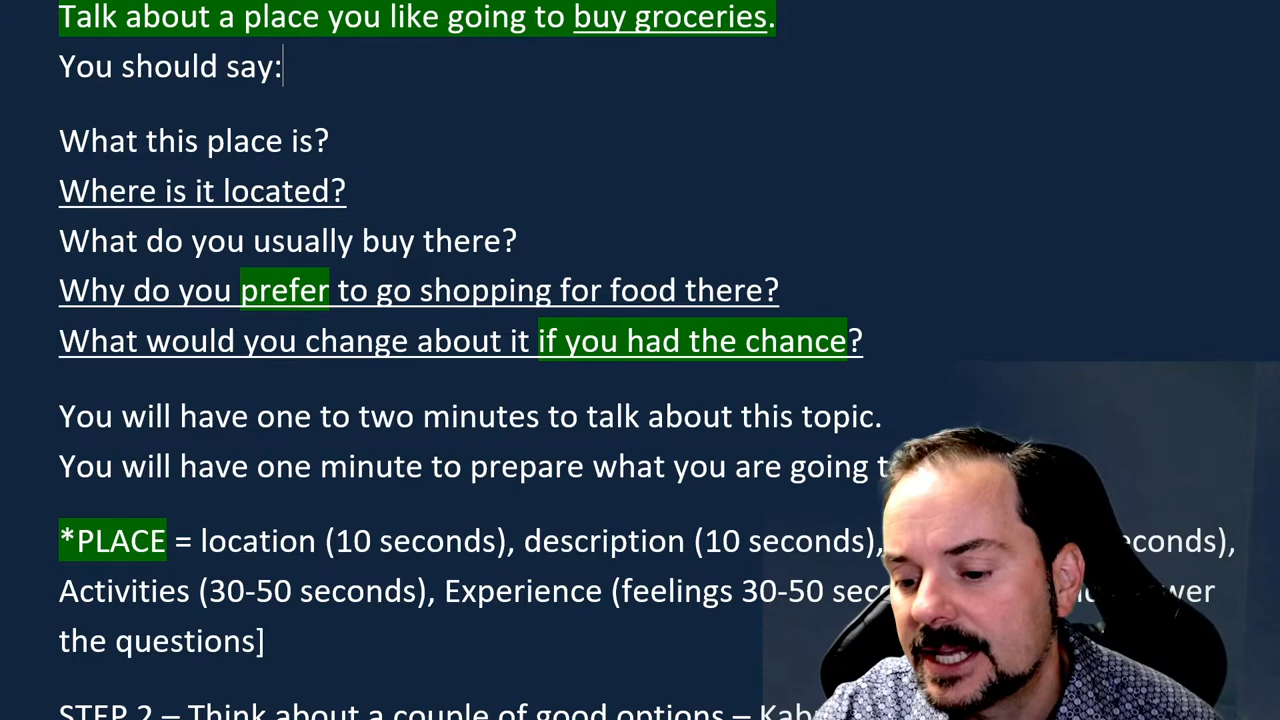 Talk about a place you like going to buy groceries.
You should say:
What this place is?
Where is it located?
What do you usually buy there?
Why do you prefer to go shopping for food there?
What would you change about it if you had the chance?
You will have one to two minutes to talk about this topic.
You will have one minute to prepare what you are going
*PLACE = location (10 seconds), description (10 seconds),
Activities (30-50 seconds), Experience (feelings 30-50
the questions]
STEP 2 – Think about a couple of good options –